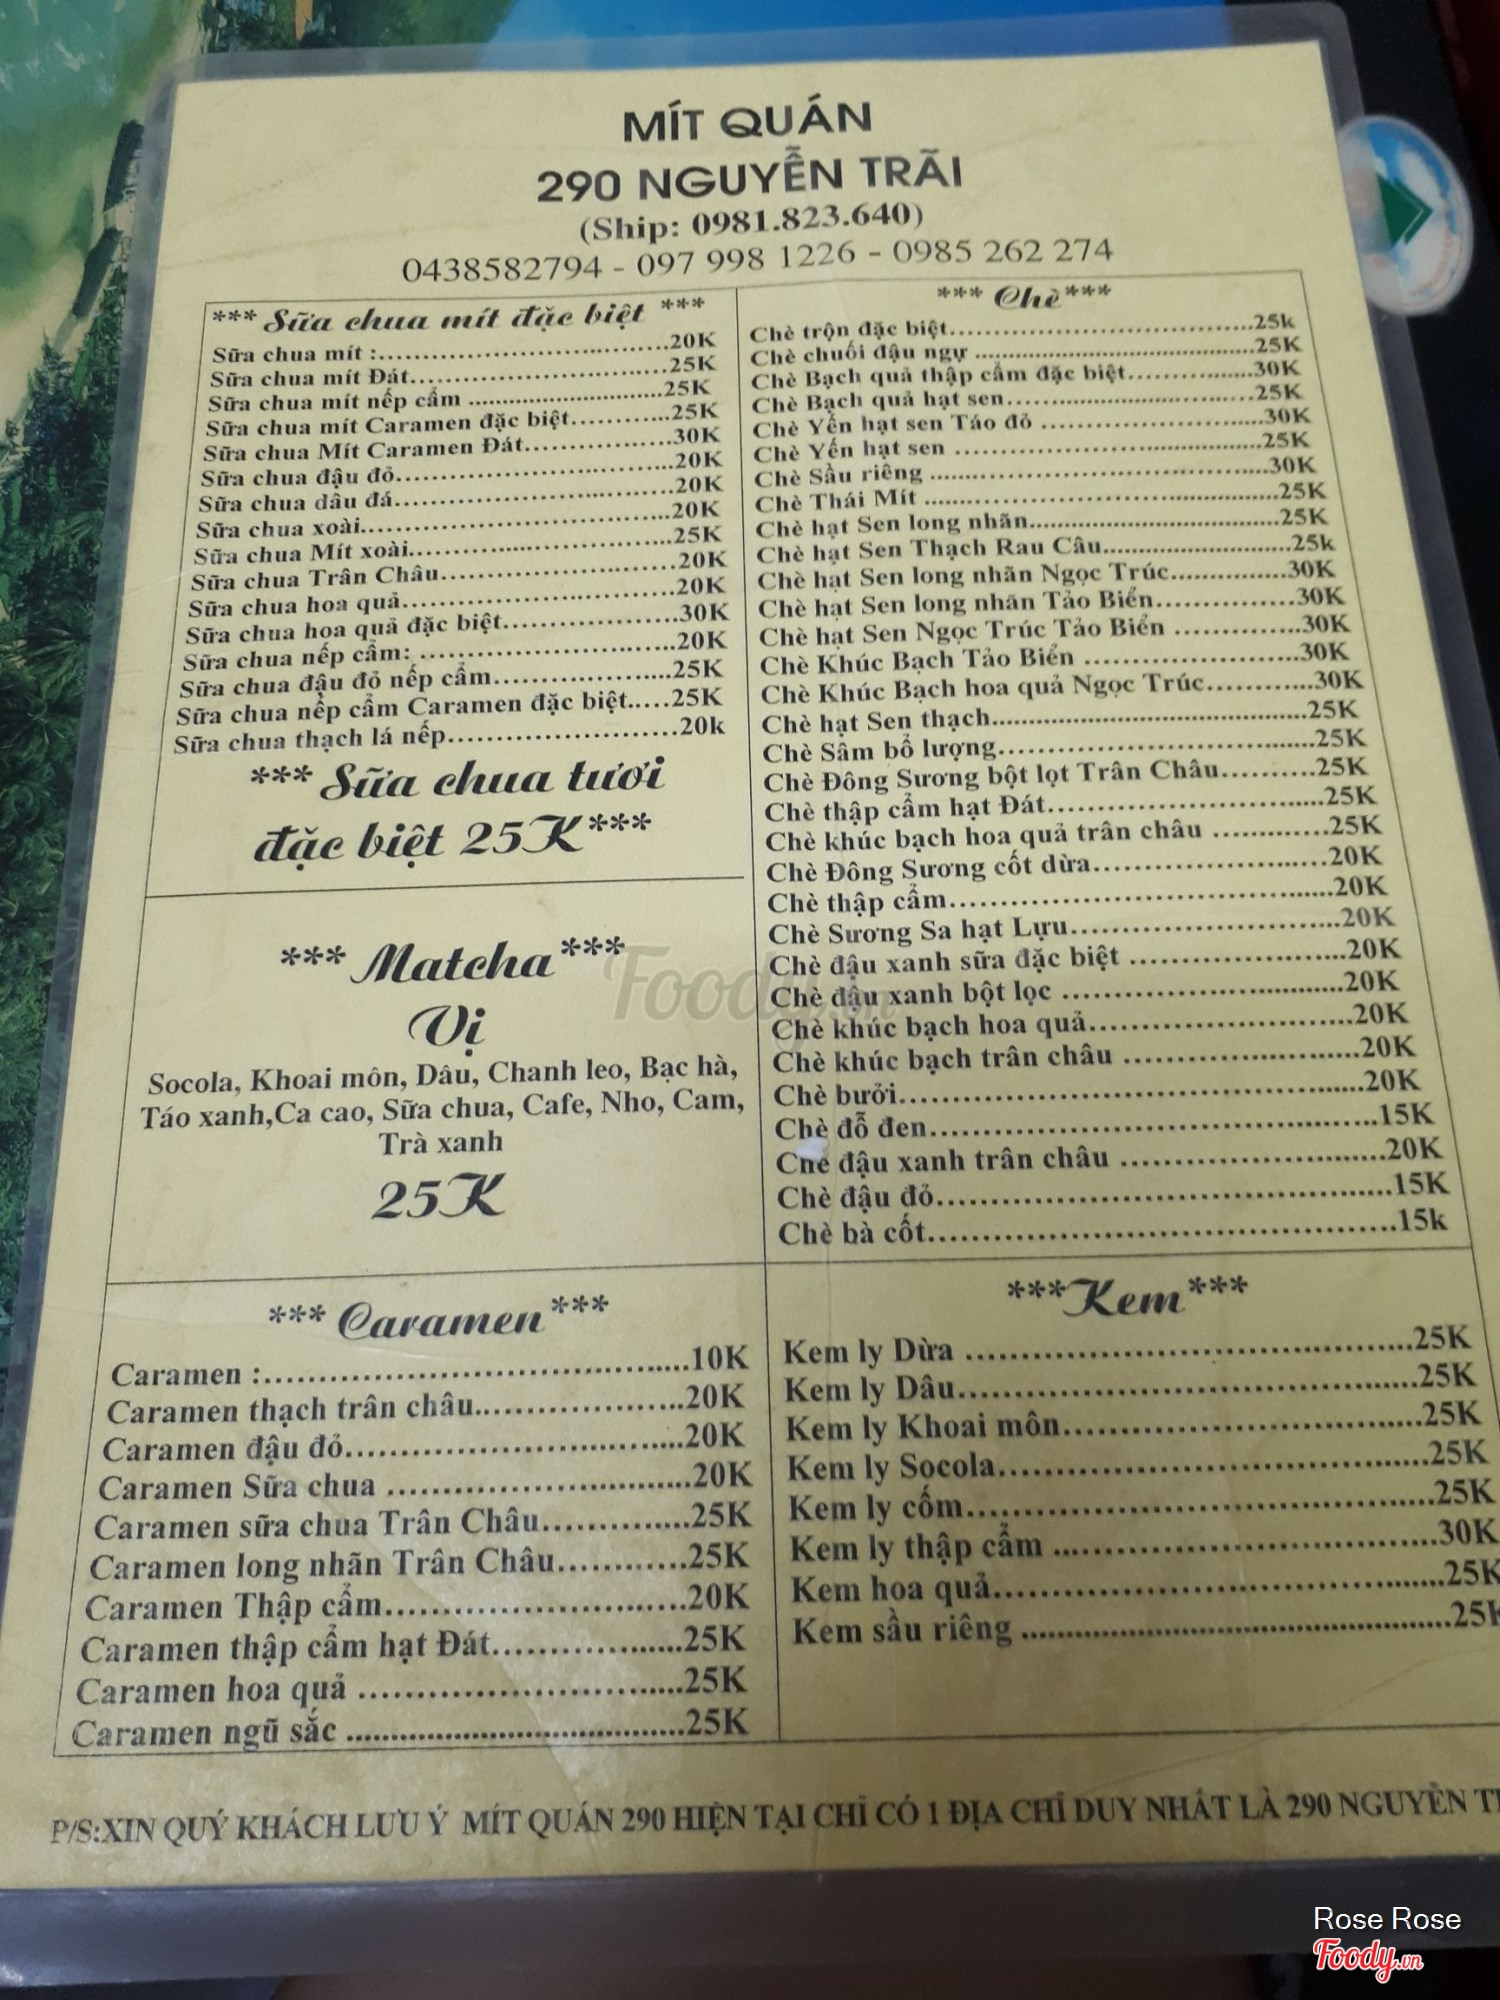 MÍT QUÁN
290 NGUYỄN TRÃI
(Ship: 0981.823.640)
0438582794 - 097 998 1226 - 0985 262 274
*** Sữa chua mít đặc biệt ***
Sữa chua mít :..........20K
Sữa chua mít Đát..........25K
Sữa chua mít nếp cẩm ..........25K
Sữa chua mít Caramen đặc biệt..........25K
Sữa chua Mít Caramen Đát..........30K
Sữa chua đậu đỏ..........20K
Sữa chua dâu đá..........20K
Sữa chua xoài..........20K
Sữa chua Mít xoài..........25K
Sữa chua Trân Châu..........20K
Sữa chua hoa quả..........20K
Sữa chua hoa quả đặc biệt..........30K
Sữa chua nếp cẩm: ..........20K
Sữa chua đậu đỏ nếp cẩm..........25K
Sữa chua nếp cẩm Caramen đặc biệt.....25K
Sữa chua thạch lá nếp..........20k
*** Sữa chua tươi
đặc biệt 25K***
*** Matcha***
Vị
Socola, Khoai môn, Dâu, Chanh leo, Bạc hà,
Táo xanh,Ca cao, Sữa chua, Cafe, Nho, Cam,
Trà xanh
25K
*** Caramen***
Caramen :..........10K
Caramen thạch trân châu..........20K
Caramen đậu đỏ..........20K
Caramen Sữa chua ..........20K
Caramen sữa chua Trân Châu..........25K
Caramen long nhãn Trân Châu..........25K
Caramen Thập cẩm..........20K
Caramen thập cẩm hạt Đát..........25K
Caramen hoa quả ..........25K
Caramen ngũ sắc ..........25K
*** Chè***
Chè trộn đặc biệt..........25k
Chè chuối đậu ngự ..........25K
Chè Bạch quả thập cẩm đặc biệt..........30K
Chè Bạch quả hạt sen..........25K
Chè Yến hạt sen Táo đỏ ..........30K
Chè Yến hạt sen ..........25K
Chè Sầu riêng ..........30K
Chè Thái Mít ..........25K
Chè hạt Sen long nhãn..........25K
Chè hạt Sen Thạch Rau Câu..........25k
Chè hạt Sen long nhãn Ngọc Trúc..........30K
Chè hạt Sen long nhãn Tảo Biển..........30K
Chè hạt Sen Ngọc Trúc Tảo Biển ..........30K
Chè Khúc Bạch Tảo Biển ..........30K
Chè Khúc Bạch hoa quả Ngọc Trúc..........30K
Chè hạt Sen thạch..........25K
Chè Sâm bổ lượng..........25K
Chè Đông Sương bột lọt Trân Châu..........25K
Chè thập cẩm hạt Đát..........25K
Chè khúc bạch hoa quả trân châu ..........25K
Chè Đông Sương cốt dừa..........20K
Chè thập cẩm..........20K
Chè Sương Sa hạt Lựu..........20K
Chè đậu xanh sữa đặc biệt ..........20K
Chè đậu xanh bột lọc ..........20K
Chè khúc bạch hoa quả..........20K
Chè khúc bạch trân châu ..........20K
Chè bưởi..........20K
Chè đỗ đen..........15K
Chè đậu xanh trân châu ..........20K
Chè đậu đỏ..........15K
Chè bà cốt..........15k
***Kem***
Kem ly Dừa ..........25K
Kem ly Dâu..........25K
Kem ly Khoai môn..........25K
Kem ly Socola..........25K
Kem ly cốm..........25K
Kem ly thập cẩm ..........30K
Kem hoa quả..........25K
Kem sầu riêng ..........25K
P/S:XIN QUÝ KHÁCH LƯU Ý MÍT QUÁN 290 HIỆN TẠI CHỈ CÓ 1 ĐỊA CHỈ DUY NHẤT LÀ 290 NGUYỄN
Foody.vn
Rose Rose
Foody.vn